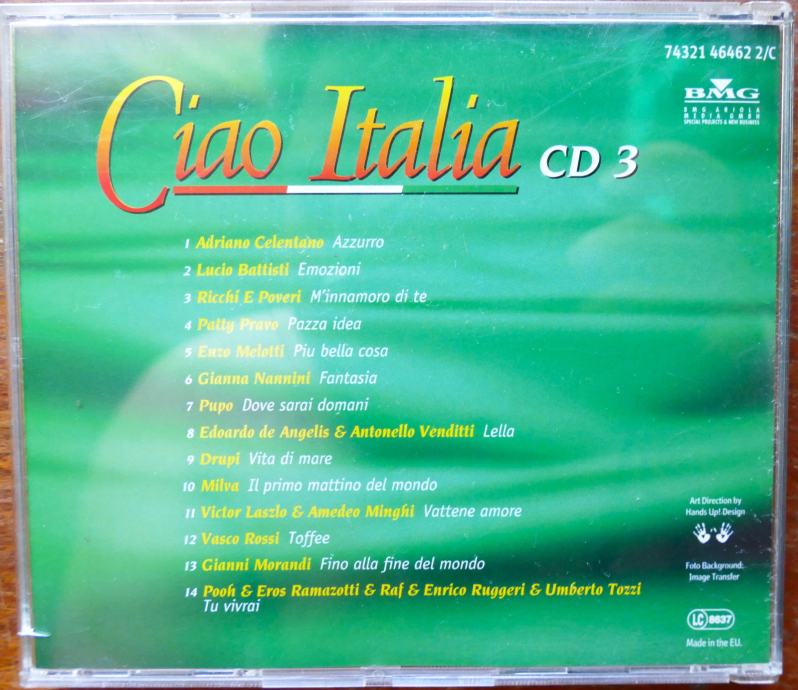 74321 46462 2/C
BMG
BMG ARIOLA
MEDIA GMBH
SPECIAL PROJECTS & NEW BUSINESS
Ciao Italia CD 3
1 Adriano Celentano Azzurro
2 Lucio Battisti Emozioni
3 Ricchi E Poveri M'innamoro di te
4 Patty Pravo Pazza idea
5 Enzo Melotti Piu bella cosa
6 Gianna Nannini Fantasia
7 Pupo Dove sarai domani
8 Edoardo de Angelis & Antonello Venditti Lella
9 Drupi Vita di mare
10 Milva Il primo mattino del mondo
11 Victor Laszlo & Amedeo Minghi Vattene amore
12 Vasco Rossi Toffee
13 Gianni Morandi Fino alla fine del mondo
14 Pooh & Eros Ramazotti & Raf & Enrico Ruggeri & Umberto Tozzi
Tu vivrai
Art Direction by
Hands Up! Design
Foto Background:
Image Transfer
LC 8637
Made in the EU.